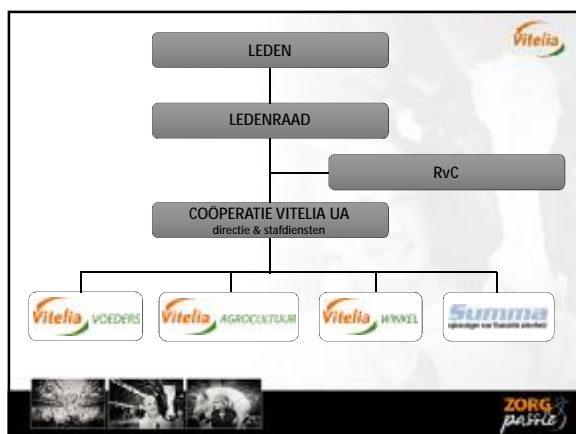 Vitelia
LEDEN
LEDENRAAD
RvC
COÖPERATIE VITELIA UA
directie & stafdiensten
Vitelia VOEDERS
Vitelia AGROCULTUUR
Vitelia WINKEL
Summa
ZORG
passie